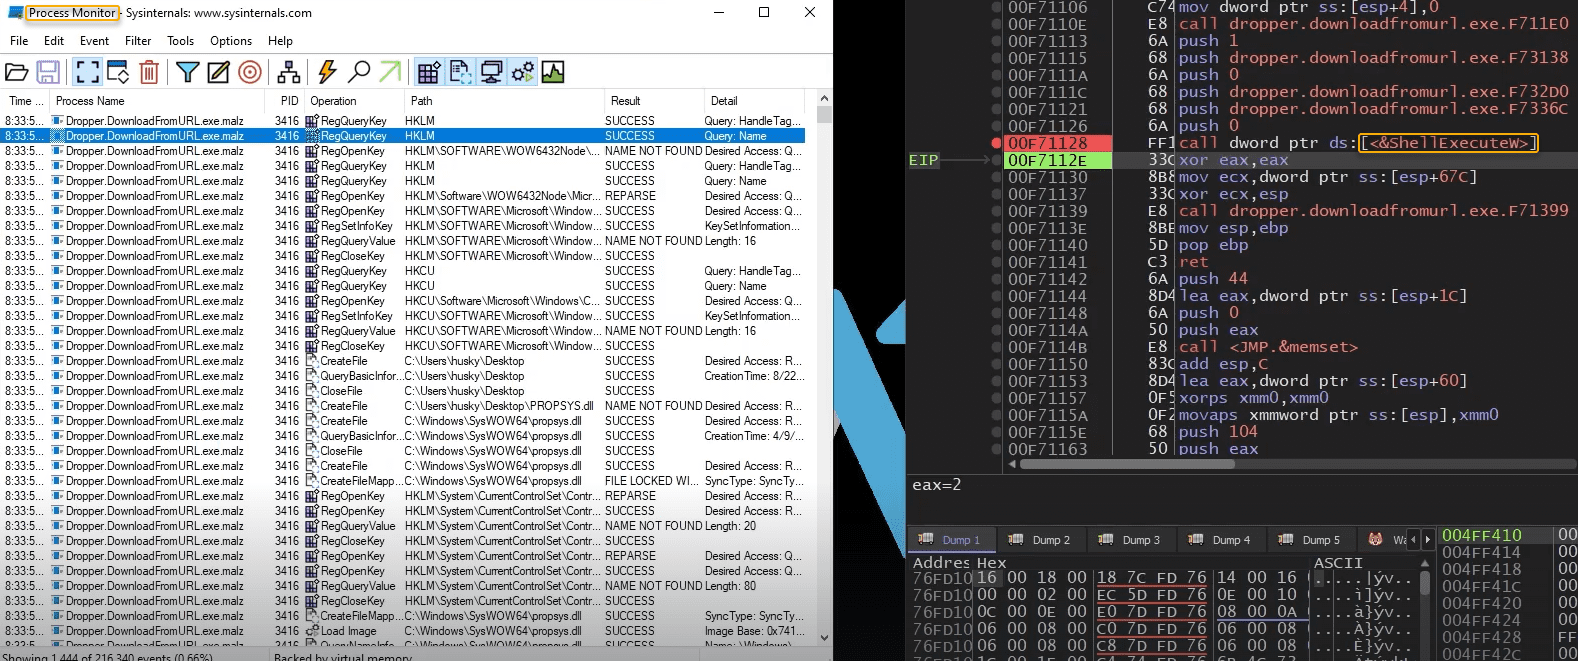 Process Monitor - Sysinternals: www.sysinternals.com
File Edit Event Filter Tools Options Help
Time ... Process Name PID Operation Path Result Detail
8:33:5... Dropper.DownloadFromURL.exe.malz 3416 RegQueryKey HKLM SUCCESS Query: HandleTag...
8:33:5... Dropper.DownloadFromURL.exe.malz 3416 RegQueryKey HKLM SUCCESS Query: Name
8:33:5... Dropper.DownloadFromURL.exe.malz 3416 RegOpenKey HKLM\SOFTWARE\WOW6432Node\... SUCCESS Desired Access: Q...
8:33:5... Dropper.DownloadFromURL.exe.malz 3416 RegQueryKey HKLM SUCCESS Query: HandleTag...
8:33:5... Dropper.DownloadFromURL.exe.malz 3416 RegQueryKey HKLM SUCCESS Query: Name
8:33:5... Dropper.DownloadFromURL.exe.malz 3416 RegOpenKey HKLM\Software\WOW6432Node\Micr... REPARSE Desired Access: Q...
8:33:5... Dropper.DownloadFromURL.exe.malz 3416 RegOpenKey HKLM\SOFTWARE\Microsoft\Window... SUCCESS Desired Access: Q...
8:33:5... Dropper.DownloadFromURL.exe.malz 3416 RegSetInfoKey HKLM\SOFTWARE\Microsoft\Window... SUCCESS KeySetInformation...
8:33:5... Dropper.DownloadFromURL.exe.malz 3416 RegQueryValue HKLM\SOFTWARE\Microsoft\Window... NAME NOT FOUND Length: 16
8:33:5... Dropper.DownloadFromURL.exe.malz 3416 RegCloseKey HKLM\SOFTWARE\Microsoft\Window... SUCCESS
8:33:5... Dropper.DownloadFromURL.exe.malz 3416 RegQueryKey HKCU SUCCESS Query: HandleTag...
8:33:5... Dropper.DownloadFromURL.exe.malz 3416 RegQueryKey HKCU SUCCESS Query: Name
8:33:5... Dropper.DownloadFromURL.exe.malz 3416 RegOpenKey HKCU\Software\Microsoft\Windows\C... SUCCESS Desired Access: Q...
8:33:5... Dropper.DownloadFromURL.exe.malz 3416 RegSetInfoKey HKCU\SOFTWARE\Microsoft\Window... SUCCESS KeySetInformation...
8:33:5... Dropper.DownloadFromURL.exe.malz 3416 RegQueryValue HKCU\SOFTWARE\Microsoft\Window... NAME NOT FOUND Length: 16
8:33:5... Dropper.DownloadFromURL.exe.malz 3416 RegCloseKey HKCU\SOFTWARE\Microsoft\Window... SUCCESS
8:33:5... Dropper.DownloadFromURL.exe.malz 3416 CreateFile C:\Users\husky\Desktop SUCCESS Desired Access: R...
8:33:5... Dropper.DownloadFromURL.exe.malz 3416 QueryBasicInfor... C:\Users\husky\Desktop SUCCESS CreationTime: 8/22...
8:33:5... Dropper.DownloadFromURL.exe.malz 3416 CloseFile C:\Users\husky\Desktop SUCCESS
8:33:5... Dropper.DownloadFromURL.exe.malz 3416 CreateFile C:\Users\husky\Desktop\PROPSYS.dll NAME NOT FOUND Desired Access: R...
8:33:5... Dropper.DownloadFromURL.exe.malz 3416 CreateFile C:\Windows\SysWOW64\propsys.dll SUCCESS Desired Access: R...
8:33:5... Dropper.DownloadFromURL.exe.malz 3416 QueryBasicInfor... C:\Windows\SysWOW64\propsys.dll SUCCESS CreationTime: 4/9/...
8:33:5... Dropper.DownloadFromURL.exe.malz 3416 CloseFile C:\Windows\SysWOW64\propsys.dll SUCCESS
8:33:5... Dropper.DownloadFromURL.exe.malz 3416 CreateFile C:\Windows\SysWOW64\propsys.dll SUCCESS Desired Access: R...
8:33:5... Dropper.DownloadFromURL.exe.malz 3416 CreateFileMapp... C:\Windows\SysWOW64\propsys.dll FILE LOCKED WI... SyncType: SyncTy...
8:33:5... Dropper.DownloadFromURL.exe.malz 3416 RegOpenKey HKLM\System\CurrentControlSet\Contr... REPARSE Desired Access: R...
8:33:5... Dropper.DownloadFromURL.exe.malz 3416 RegOpenKey HKLM\System\CurrentControlSet\Contr... SUCCESS Desired Access: R...
8:33:5... Dropper.DownloadFromURL.exe.malz 3416 RegQueryValue HKLM\System\CurrentControlSet\Contr... NAME NOT FOUND Length: 20
8:33:5... Dropper.DownloadFromURL.exe.malz 3416 RegCloseKey HKLM\System\CurrentControlSet\Contr... SUCCESS
8:33:5... Dropper.DownloadFromURL.exe.malz 3416 RegOpenKey HKLM\System\CurrentControlSet\Contr... REPARSE Desired Access: Q...
8:33:5... Dropper.DownloadFromURL.exe.malz 3416 RegOpenKey HKLM\System\CurrentControlSet\Contr... SUCCESS Desired Access: Q...
8:33:5... Dropper.DownloadFromURL.exe.malz 3416 RegQueryValue HKLM\System\CurrentControlSet\Contr... NAME NOT FOUND Length: 80
8:33:5... Dropper.DownloadFromURL.exe.malz 3416 RegCloseKey HKLM\System\CurrentControlSet\Contr... SUCCESS
8:33:5... Dropper.DownloadFromURL.exe.malz 3416 CreateFileMapp... C:\Windows\SysWOW64\propsys.dll SUCCESS SyncType: SyncTy...
8:33:5... Dropper.DownloadFromURL.exe.malz 3416 Load Image C:\Windows\SysWOW64\propsys.dll SUCCESS Image Base: 0x741...
Showing 1,444 of 216,340 events (0.66%) Backed by virtual memory
00F71106 C74 mov dword ptr ss:[esp+4],0
00F7110E E8 call dropper.downloadfromurl.exe.F711E0
00F71113 6A push 1
00F71115 68 push dropper.downloadfromurl.exe.F73138
00F7111A 6A push 0
00F7111C 68 push dropper.downloadfromurl.exe.F732D0
00F71121 68 push dropper.downloadfromurl.exe.F7336C
00F71126 6A push 0
00F71128 FF1 call dword ptr ds:[<&ShellExecuteW>]
EIP 00F7112E 33C xor eax,eax
00F71130 8B8 mov ecx,dword ptr ss:[esp+67C]
00F71137 33C xor ecx,esp
00F71139 E8 call dropper.downloadfromurl.exe.F71399
00F7113E 8BE mov esp,ebp
00F71140 5D pop ebp
00F71141 C3 ret
00F71142 6A push 44
00F71144 8D4 lea eax,dword ptr ss:[esp+1C]
00F71148 6A push 0
00F7114A 50 push eax
00F7114B E8 call <JMP.&memset>
00F71150 83C add esp,C
00F71153 8D4 lea eax,dword ptr ss:[esp+60]
00F71157 0F5 xorps xmm0,xmm0
00F7115A 0F2 movaps xmmword ptr ss:[esp],xmm0
00F7115E 68 push 104
00F71163 50 push eax
eax=2
Dump 1 Dump 2 Dump 3 Dump 4 Dump 5 Wa
Addres Hex ASCII
76FD10 16 00 18 00 18 7C FD 76 14 00 16 .....|ýv..
76FD10 00 00 02 00 EC 5D FD 76 0E 00 10 ....ì]ýv..
76FD10 0C 00 0E 00 E0 7D FD 76 08 00 0A ....à}ýv..
76FD10 06 00 08 00 C0 7D FD 76 06 00 08 ....À}ýv..
76FD10 06 00 08 00 C8 7D FD 76 06 00 08 ....È}ýv..
004FF410 00
004FF414 00
004FF418 00
004FF41C 00
004FF420 00
004FF424 00
004FF428 FF
004FF42C 00